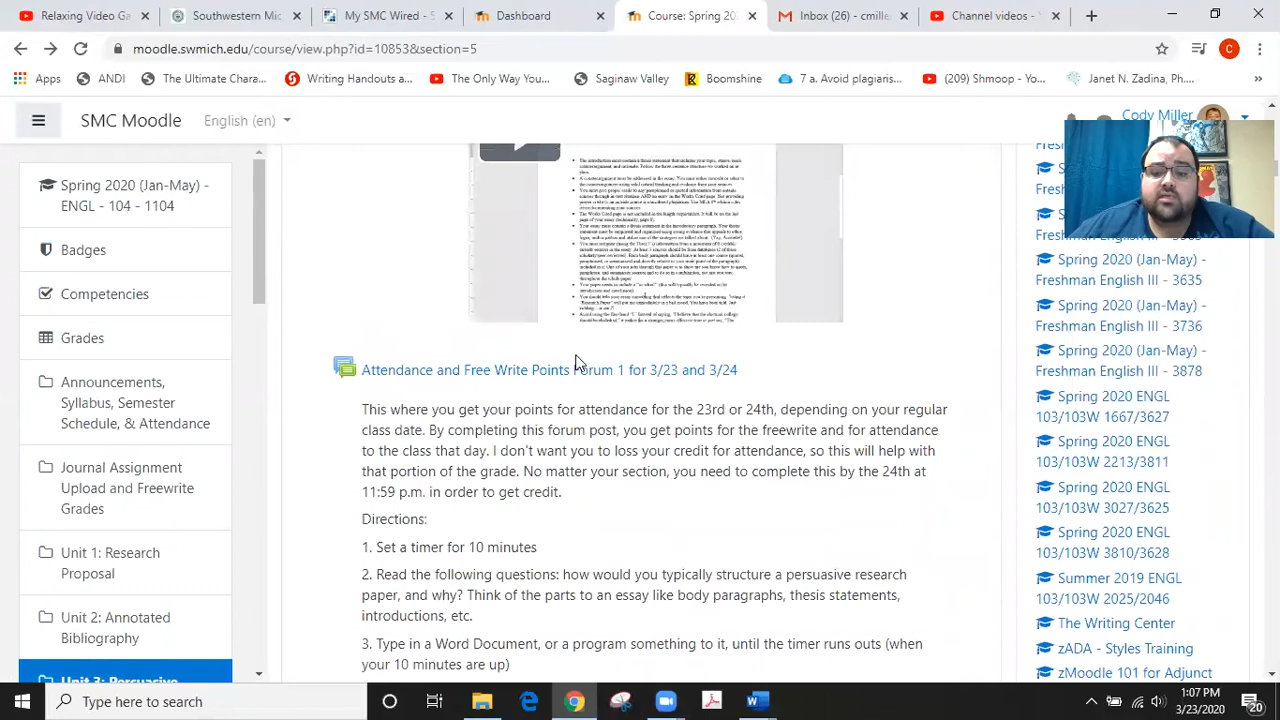 Relaxing Video Ga
Southwestern Mic
My SMC Wired - S
Dashboard
Course: Spring 202
Inbox (26) - cmille
Channel videos - Y
moodle.swmich.edu/course/view.php?id=10853&section=5
C
Apps
ANDI
The Ultimate Chara...
Writing Handouts a...
The Only Way You...
Saginaw Valley
Boomshine
7 a. Avoid plagiaris...
(209) Shmoop - Yo...
Janet N. Zadina, Ph....
SMC Moodle
English (en)
Cody Miller
Spring 2020 (Jan-May) -
ENGL - 104 - 104
Badges
Competencies
Grades
Announcements,
Syllabus, Semester
Schedule, & Attendance
Journal Assignment
Upload and Freewrite
Grades
Unit 1: Research
Proposal
Unit 2: Annotated
Bibliography
Unit 3: Persuasive
Attendance and Free Write Points Forum 1 for 3/23 and 3/24
This where you get your points for attendance for the 23rd or 24th, depending on your regular
class date. By completing this forum post, you get points for the freewrite and for attendance
to the class that day. I don't want you to loss your credit for attendance, so this will help with
that portion of the grade. No matter your section, you need to complete this by the 24th at
11:59 p.m. in order to get credit.
Directions:
1. Set a timer for 10 minutes
2. Read the following questions: how would you typically structure a persuasive research
paper, and why? Think of the parts to an essay like body paragraphs, thesis statements,
introductions, etc.
3. Type in a Word Document, or a program something to it, until the timer runs outs (when
your 10 minutes are up)
Spring 2020 (Jan-May) -
Freshman English III - 3635
Spring 2020 (Jan-May) -
Freshman English III - 3736
Spring 2020 (Jan-May) -
Freshman English III - 3878
Spring 2020 ENGL
103/103W 1667/3627
Spring 2020 ENGL
103/103W 2213/3811
Spring 2020 ENGL
103/103W 3027/3625
Spring 2020 ENGL
103/103W 3810/3628
Summer 2019 ENGL
103/103W 2025/2046
The Writing Center
zADA - Styles Training
zMoodle 101 for Adjunct
Type here to search
1:07 PM
3/23/2020
20